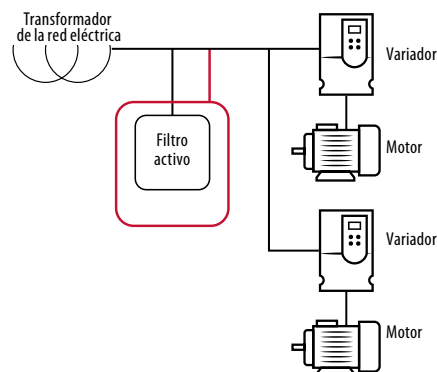 Transformador
de la red eléctrica
Variador
Filtro
activo
Motor
Variador
Motor